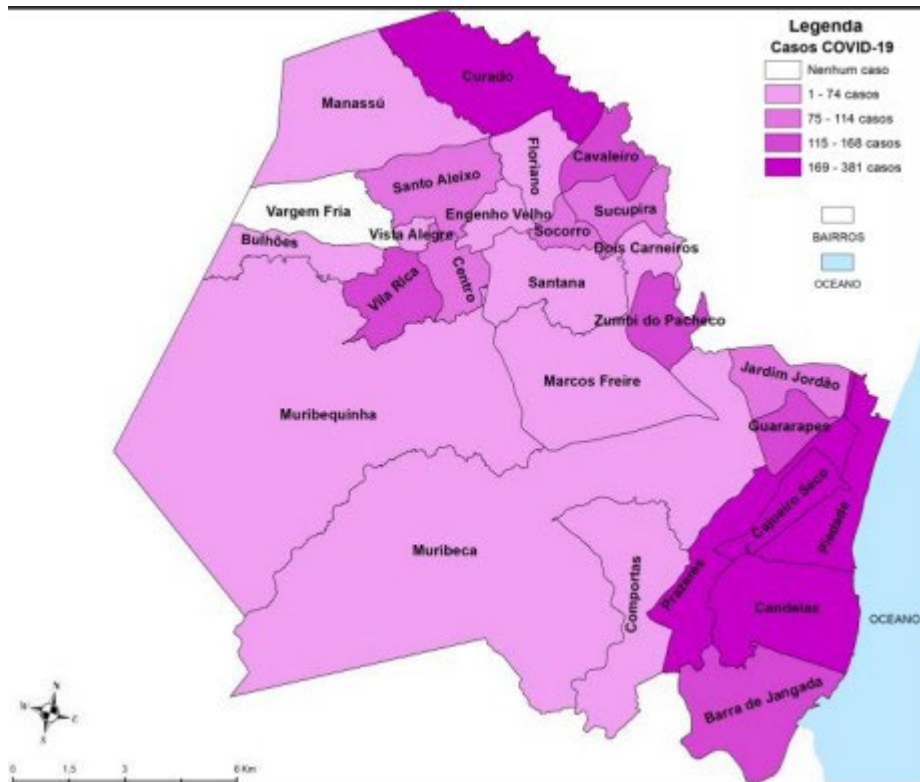 Legenda
Casos COVID-19
Nenhum caso
1 - 74 casos
75 - 114 casos
115 - 168 casos
169 - 381 casos
BAIRROS
OCEANO
Curado
Manassú
Floriano
Cavaleiro
Santo Aleixo
Vargem Fria
Engenho Velho
Sucupira
Vista Alegre
Socorro
Bulhões
Dois Carneiros
Vila Rica
Centro
Santana
Zumbi do Pacheco
Marcos Freire
Jardim Jordão
Muribequinha
Guararapes
Cajueiro Seco
Piedade
Muribeca
Comportas
Prazeres
Candeias
OCEANO
Barra de Jangada
N
W
E
S
0 1,5 3 6 Km